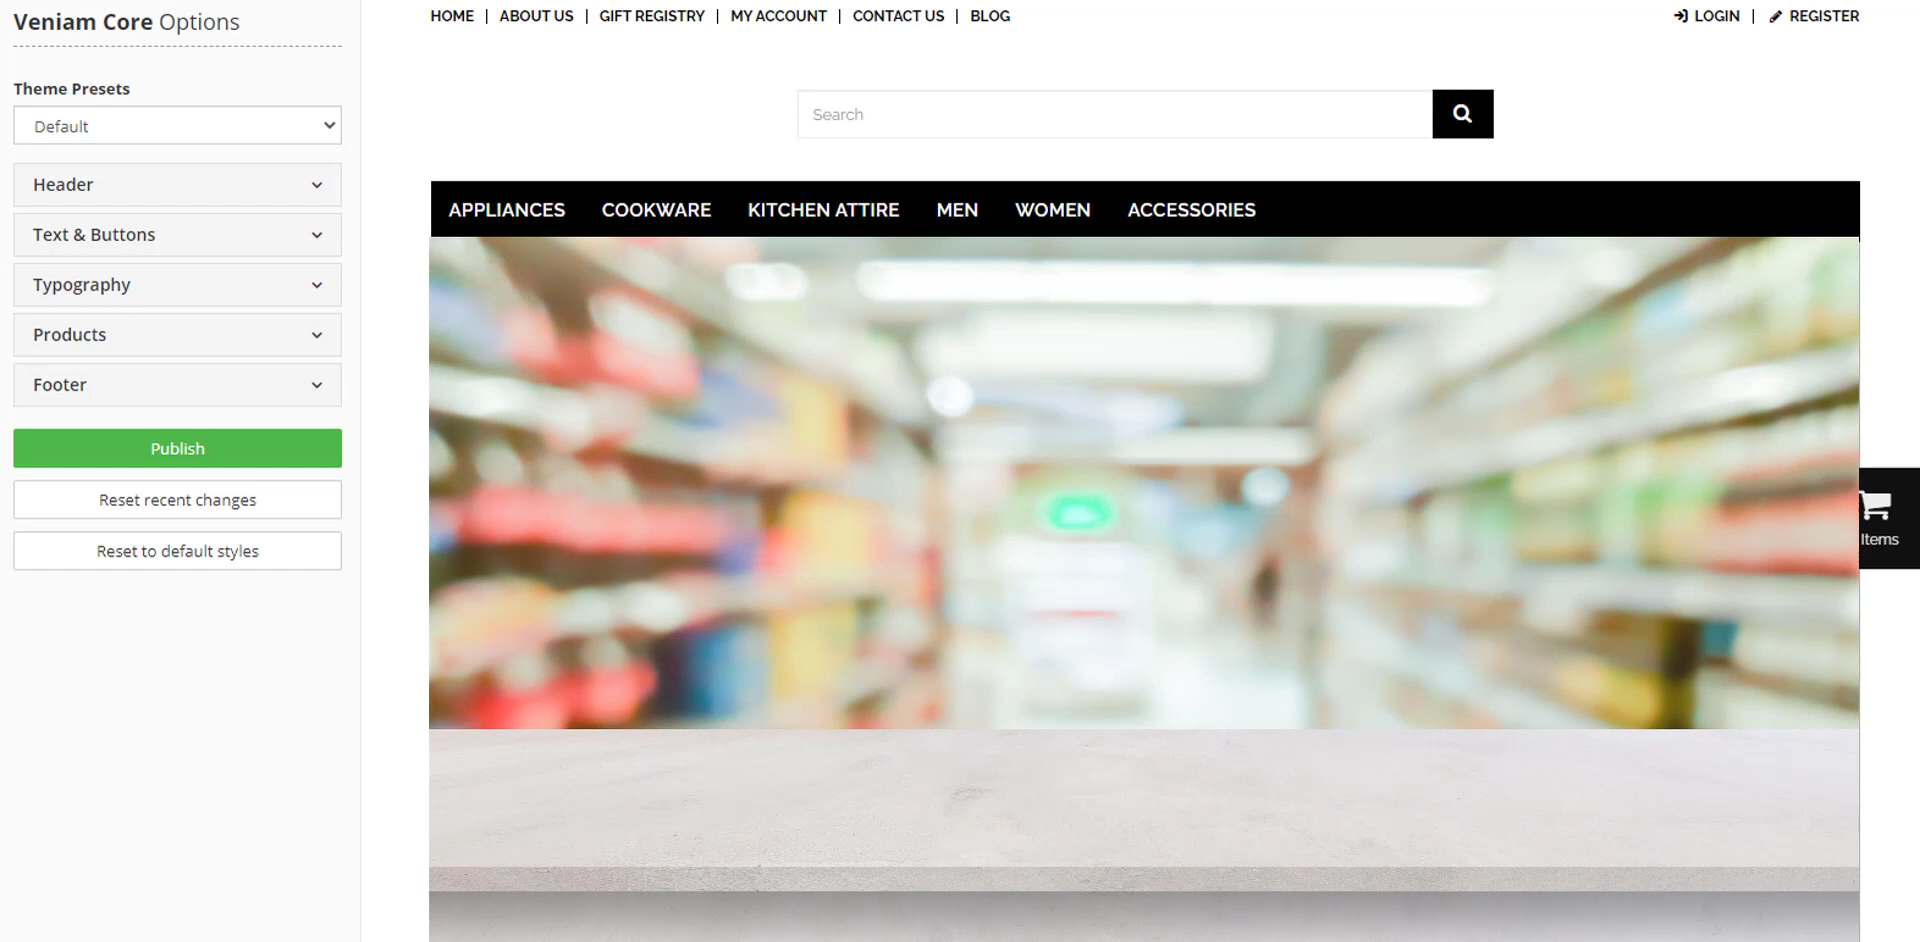 Veniam Core Options
Theme Presets
Default
Header
Text & Buttons
Typography
Products
Footer
Publish
Reset recent changes
Reset to default styles
HOME | ABOUT US | GIFT REGISTRY | MY ACCOUNT | CONTACT US | BLOG
LOGIN | REGISTER
Search
APPLIANCES COOKWARE KITCHEN ATTIRE MEN WOMEN ACCESSORIES
Items